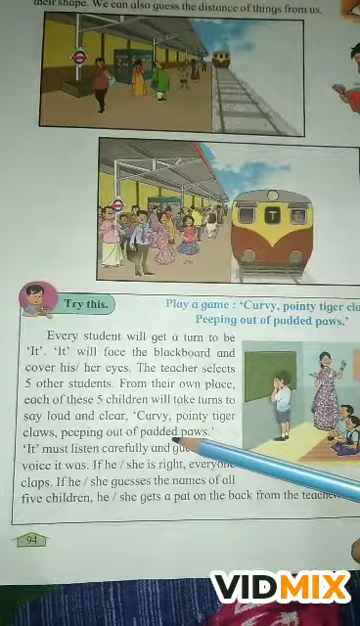 their shape. We can also guess the distance of things from us.
T
Try this.
Play a game : 'Curvy, pointy tiger
Peeping out of padded paws.'
Every student will get a turn to be
'It'. 'It' will face the blackboard and
cover his/ her eyes. The teacher selects
5 other students. From their own place,
each of these 5 children will take turns to
say loud and clear, 'Curvy, pointy tiger
claws, peeping out of padded paws.'
'It' must listen carefully and
voice it was. If he / she is right, everyone
claps. If he / she guesses the names of all
five children, he / she gets a pat on the back from the
94
VIDMIX